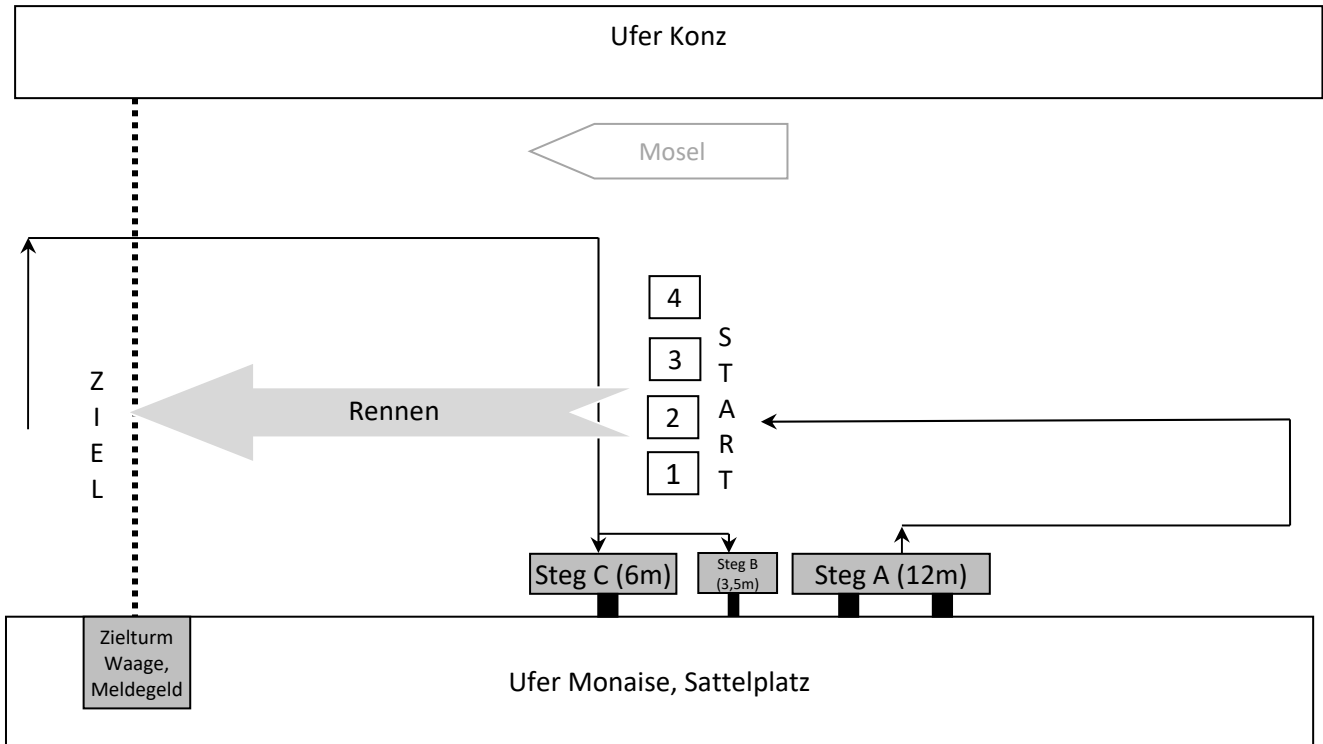 Ufer Konz
Mosel
4
3
2
1
S
T
A
R
T
Rennen
Z
I
E
L
Steg C (6m)
Steg B
(3,5m)
Steg A (12m)
Zielturm
Waage,
Meldegeld
Ufer Monaise, Sattelplatz